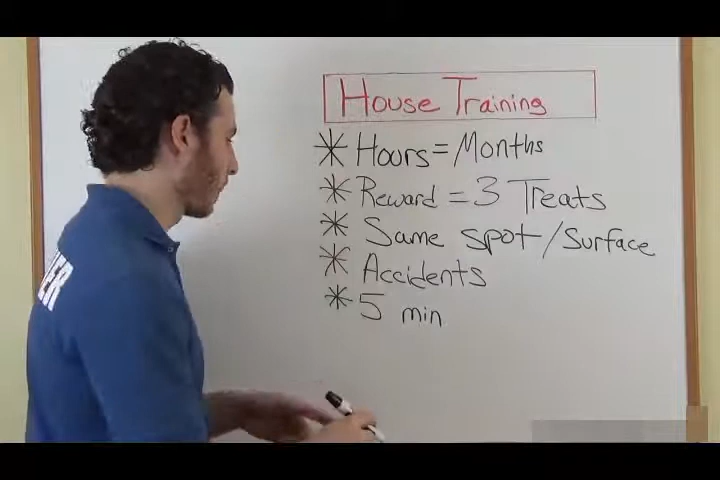 House Training
* Hours = Months
* Reward = 3 Treats
* Same spot/Surface
* Accidents
* 5 min